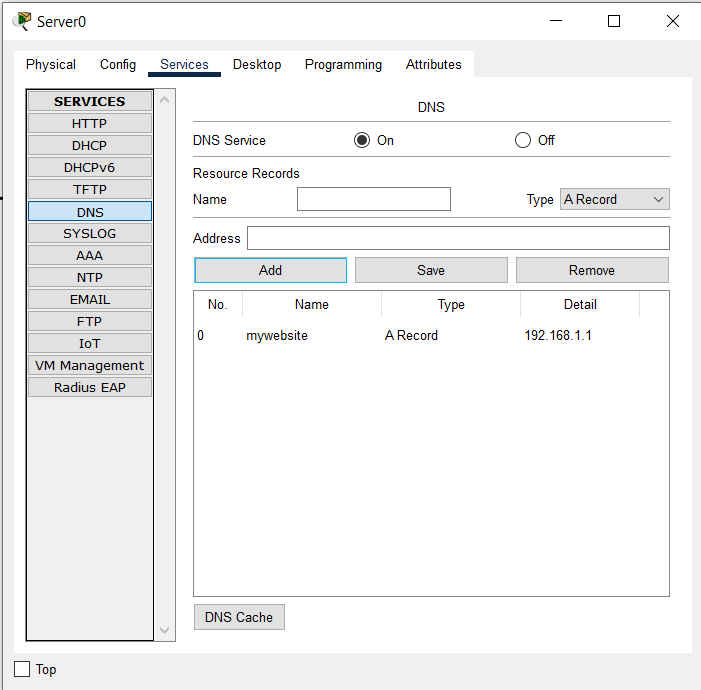 Server0
Physical Config Services Desktop Programming Attributes
SERVICES
HTTP
DHCP
DHCPv6
TFTP
DNS
SYSLOG
AAA
NTP
EMAIL
FTP
IoT
VM Management
Radius EAP
DNS
DNS Service On Off
Resource Records
Name Type A Record
Address
Add Save Remove
No. Name Type Detail
0 mywebsite A Record 192.168.1.1
DNS Cache
Top